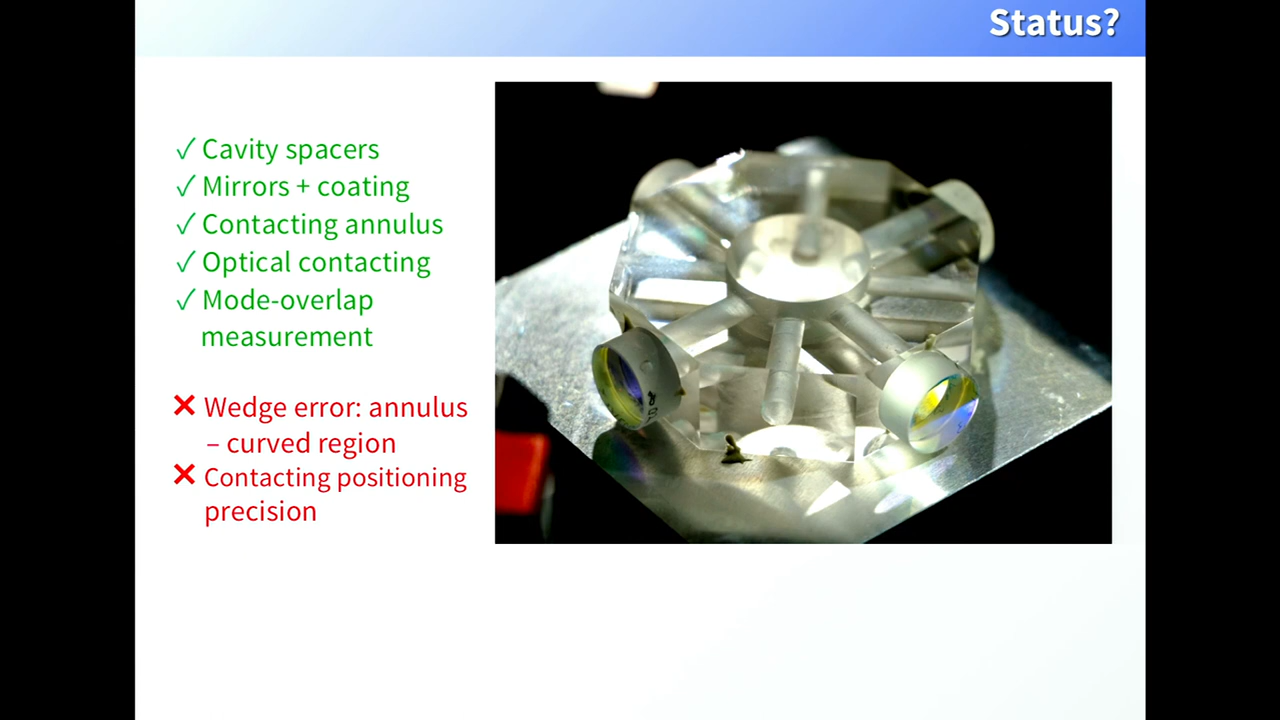 Status?
✓ Cavity spacers
✓ Mirrors + coating
✓ Contacting annulus
✓ Optical contacting
✓ Mode-overlap
measurement
✕ Wedge error: annulus
– curved region
✕ Contacting positioning
precision